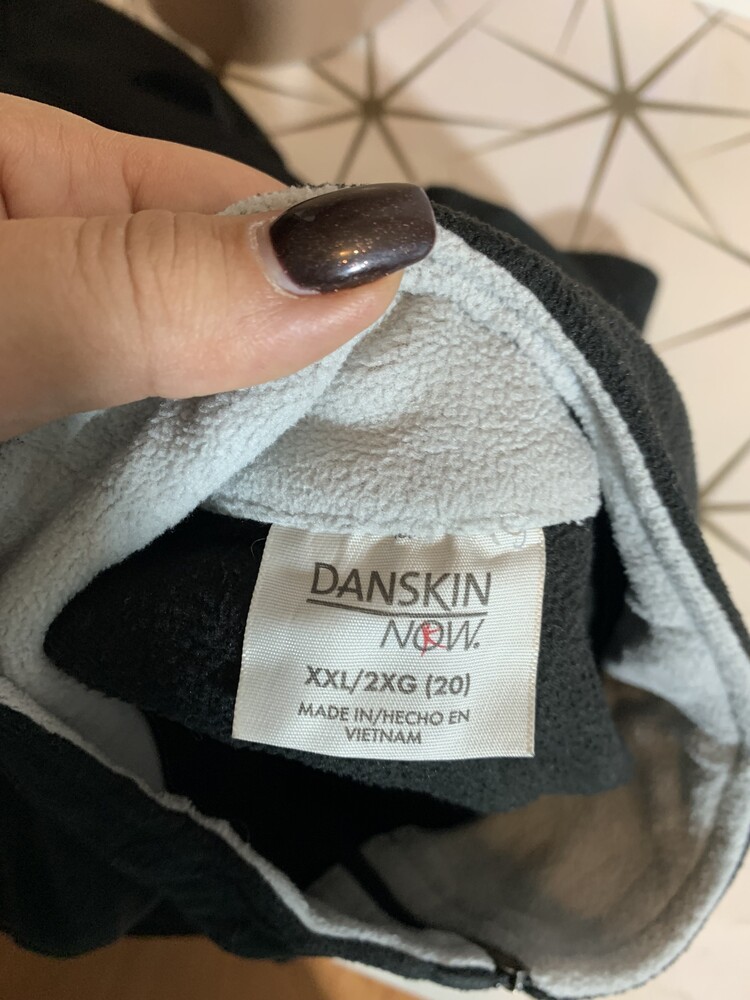 DANSKIN
NOW.
XXL/2XG (20)
MADE IN/HECHO EN
VIETNAM